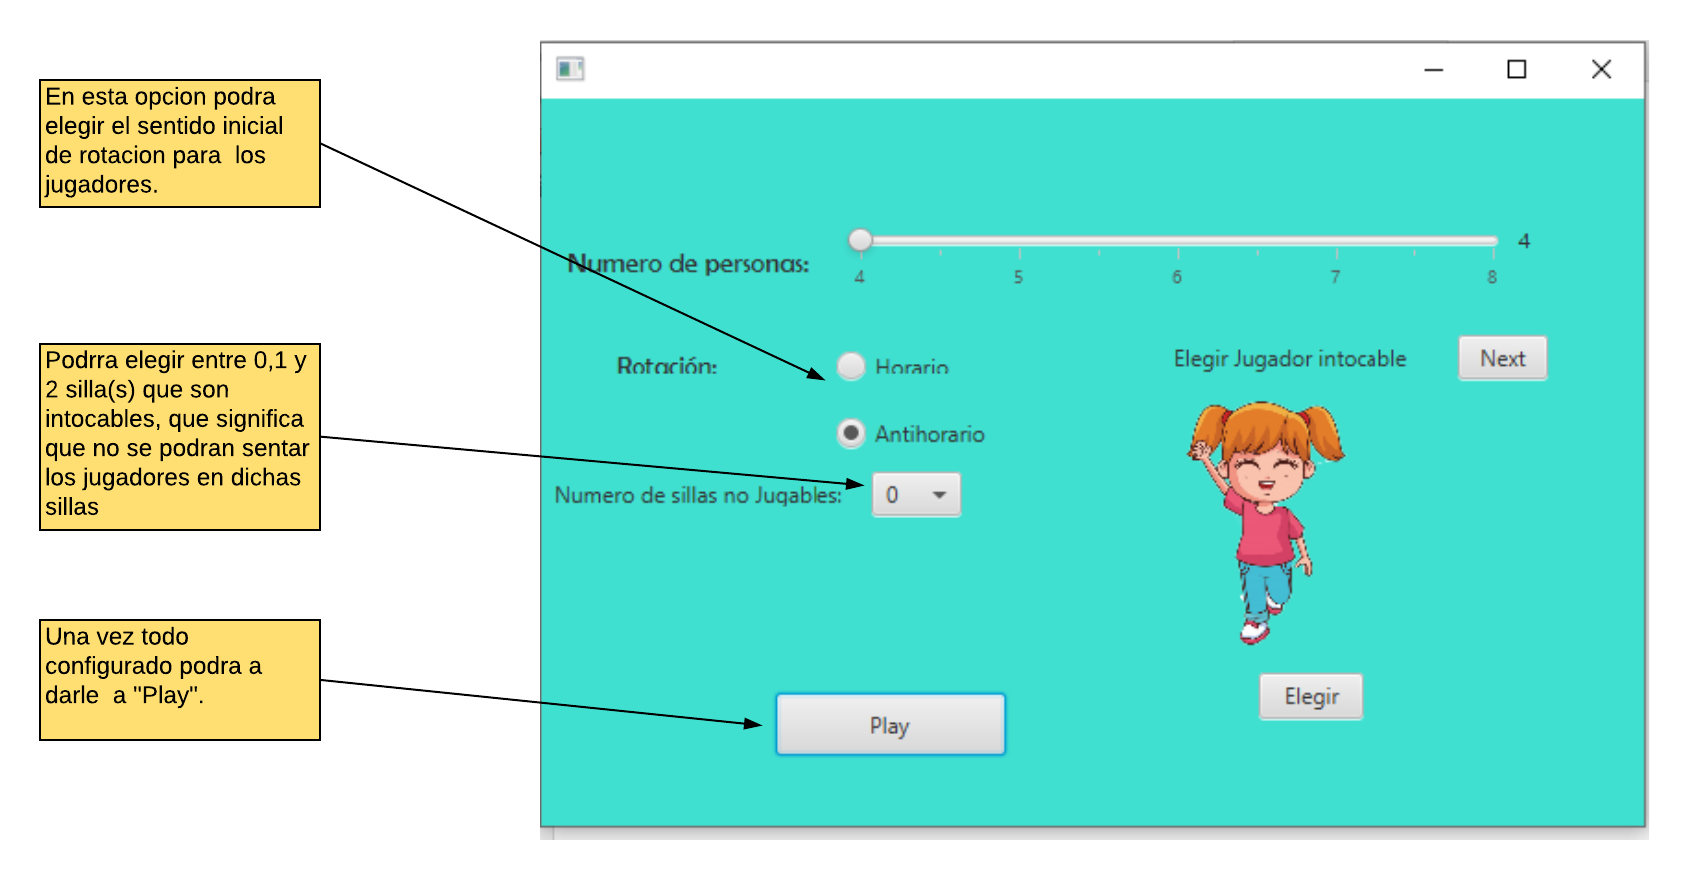 En esta opcion podra
elegir el sentido inicial
de rotacion para  los
jugadores.
Podrra elegir entre 0,1 y
2 silla(s) que son
intocables, que significa
que no se podran sentar
los jugadores en dichas
sillas
Una vez todo
configurado podra a
darle  a "Play".
Numero de personas:
4
4 5 6 7 8
Rotación:
Horario
Antihorario
Numero de sillas no Jugables:
0
Elegir Jugador intocable
Next
Elegir
Play